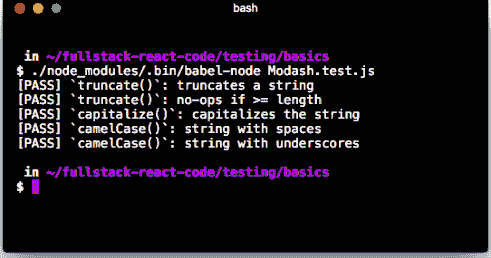 bash
in ~/fullstack-react-code/testing/basics
$ ./node_modules/.bin/babel-node Modash.test.js
[PASS] `truncate()`: truncates a string
[PASS] `truncate()`: no-ops if >= length
[PASS] `capitalize()`: capitalizes the string
[PASS] `camelCase()`: string with spaces
[PASS] `camelCase()`: string with underscores
in ~/fullstack-react-code/testing/basics
$